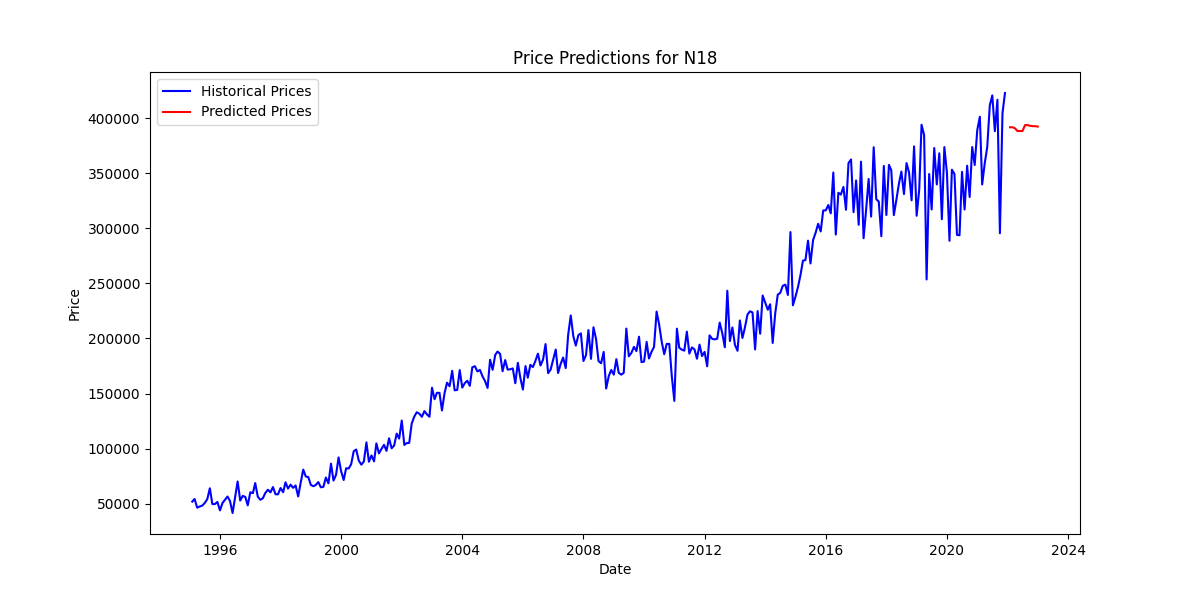 Price Predictions for N18
Historical Prices
Predicted Prices
400000
350000
300000
250000
200000
150000
100000
50000
Price
1996 2000 2004 2008 2012 2016 2020 2024
Date